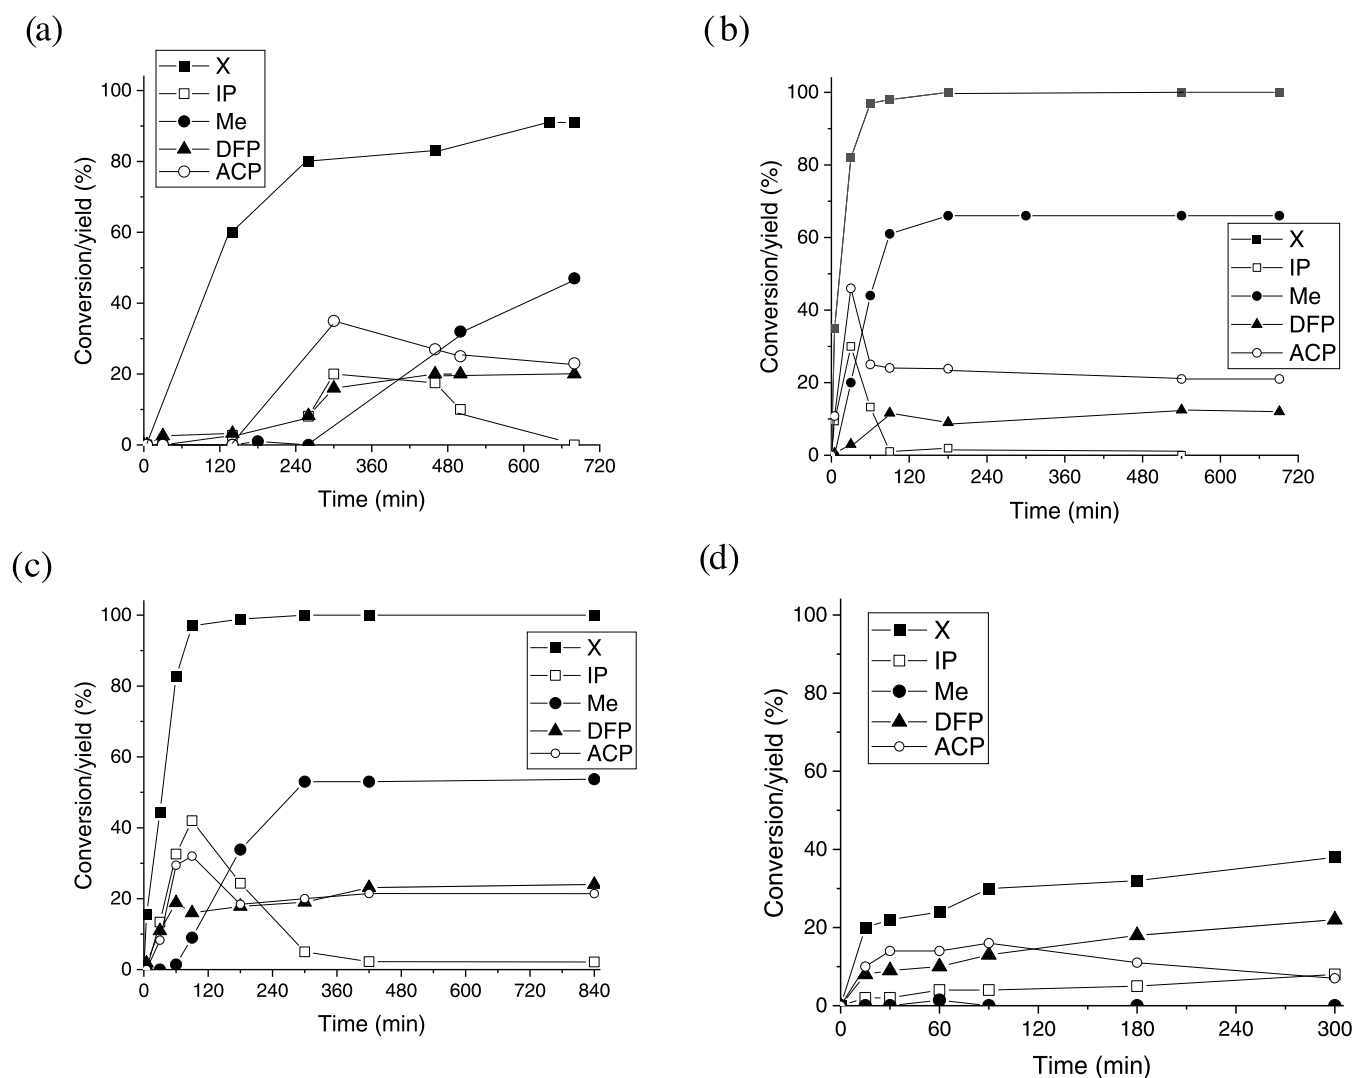 (a)
X
IP
Me
DFP
ACP
100
80
60
40
20
0
Conversion/yield (%)
0 120 240 360 480 600 720
Time (min)
(b)
100
80
60
40
20
0
Conversion/yield (%)
X
IP
Me
DFP
ACP
0 120 240 360 480 600 720
Time (min)
(c)
100
80
60
40
20
0
Conversion/yield (%)
X
IP
Me
DFP
ACP
0 120 240 360 480 600 720 840
Time (min)
(d)
X
IP
Me
DFP
ACP
100
80
60
40
20
0
Conversion/yield (%)
0 60 120 180 240 300
Time (min)